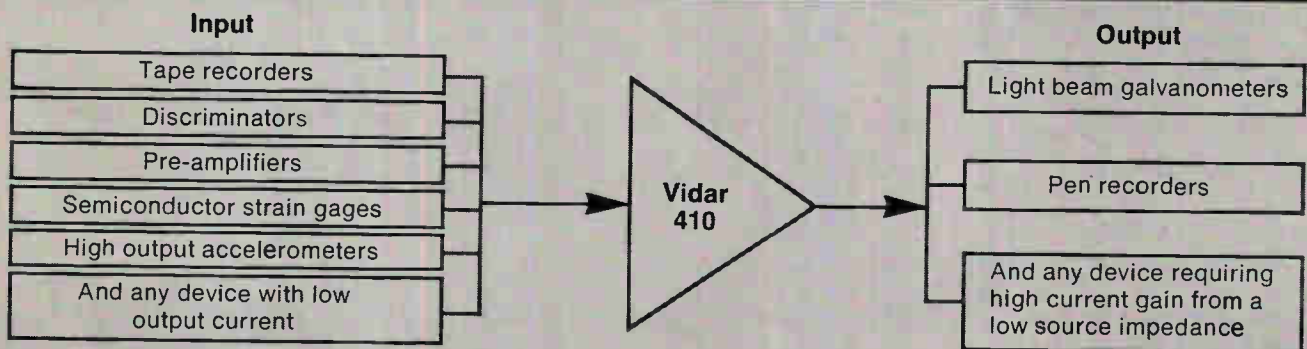 Input
Tape recorders
Discriminators
Pre-amplifiers
Semiconductor strain gages
High output accelerometers
And any device with low
output current
Vidar
410
Output
Light beam galvanometers
Pen recorders
And any device requiring
high current gain from a
low source impedance